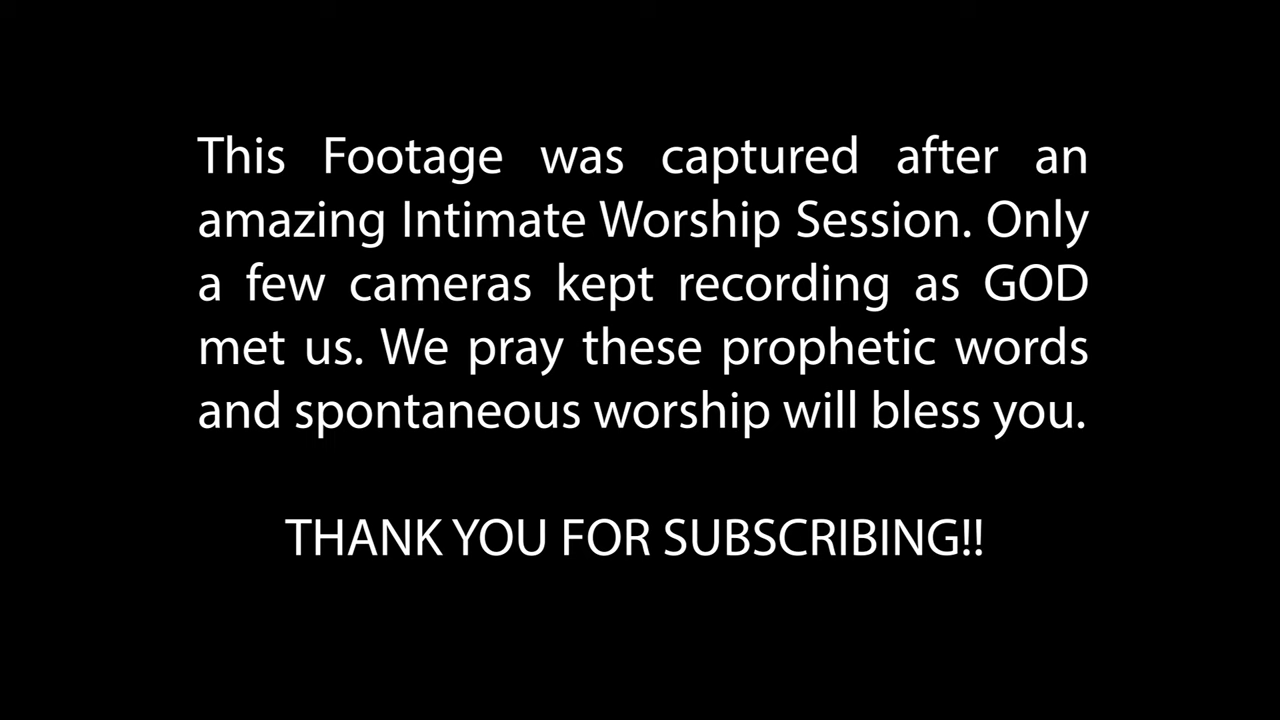 This Footage was captured after an
amazing Intimate Worship Session. Only
a few cameras kept recording as GOD
met us. We pray these prophetic words
and spontaneous worship will bless you.
THANK YOU FOR SUBSCRIBING!!